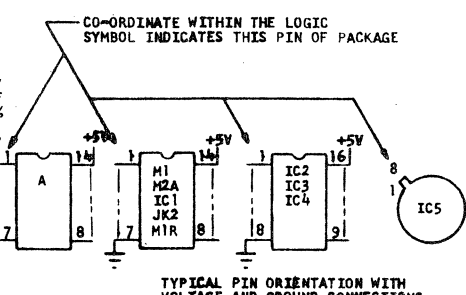 CO-ORDINATE WITHIN THE LOGIC
SYMBOL INDICATES THIS PIN OF PACKAGE
+5V
+5V
1 14 1 14 1 16 8
1
A
M1
M2A
IC1
JK2
M1R
IC2
IC3
IC4
IC5
7 8 7 8 8 9
TYPICAL PIN ORIENTATION WITH
VOLTAGE AND GROUND CONNECTIONS